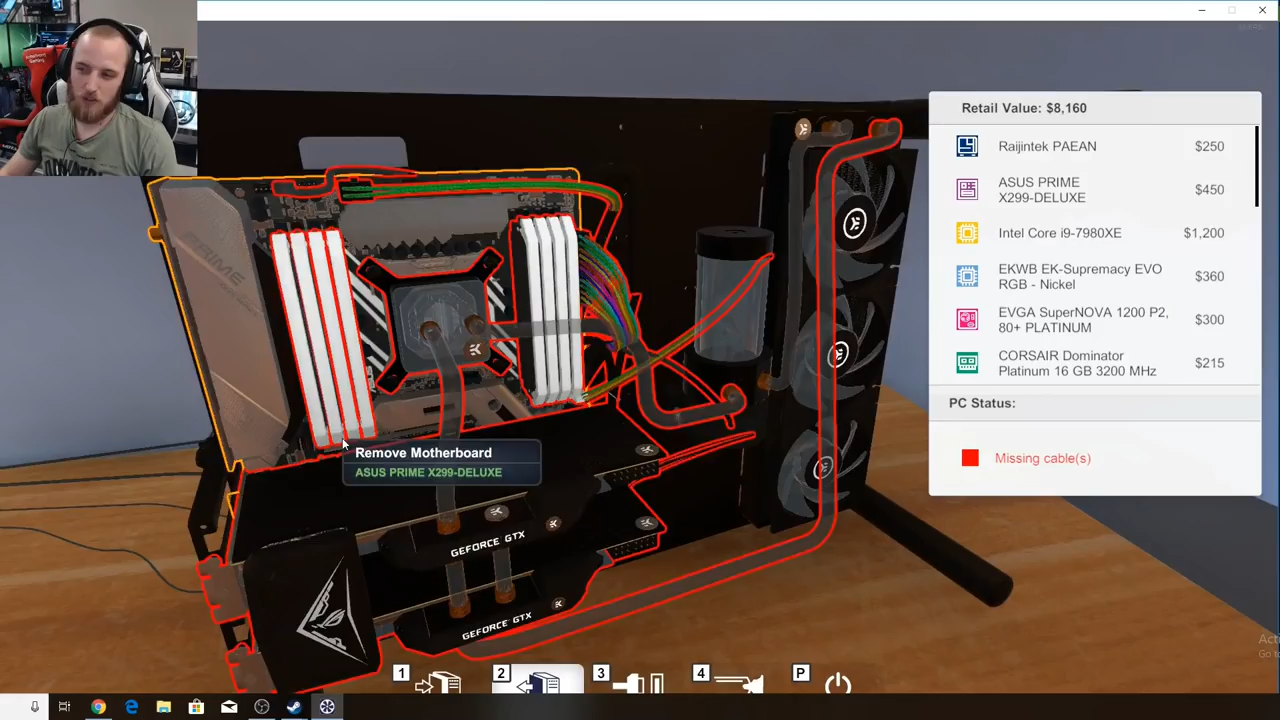 Retail Value: $8,160
Raijintek PAEAN $250
ASUS PRIME
X299-DELUXE $450
Intel Core i9-7980XE $1,200
EKWB EK-Supremacy EVO
RGB - Nickel $360
EVGA SuperNOVA 1200 P2,
80+ PLATINUM $300
CORSAIR Dominator
Platinum 16 GB 3200 MHz $215
PC Status:
Missing cable(s)
PRIME
ASUS
Remove Motherboard
ASUS PRIME X299-DELUXE
GEFORCE GTX
GEFORCE GTX
1 2 3 4 P